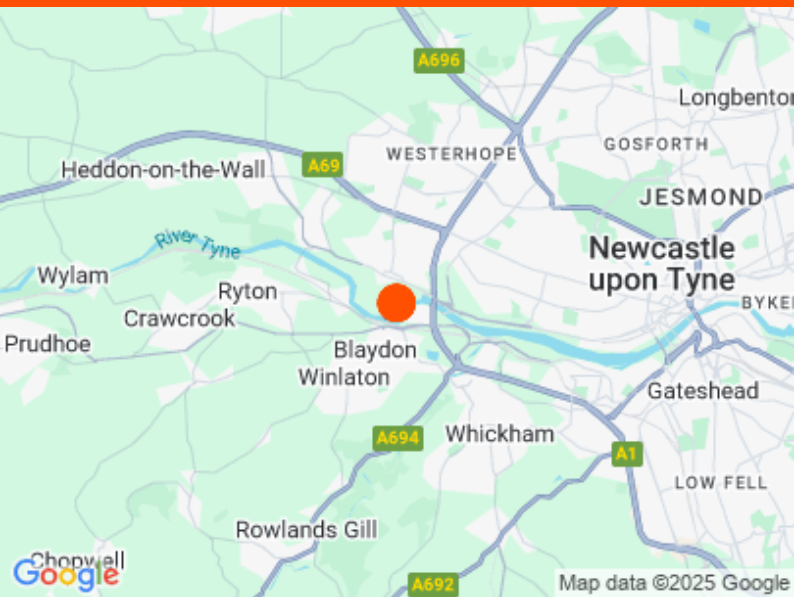 A696
Longbenton
GOSFORTH
WESTERHOPE
A69
Heddon-on-the-Wall
JESMOND
River Tyne
Newcastle
upon Tyne
Wylam
Ryton
BYKE
Crawcrook
Prudhoe
Blaydon
Winlaton
Gateshead
A694
Whickham
A1
LOW FELL
Rowlands Gill
Chopwell
Google
A692
Map data ©2025 Google